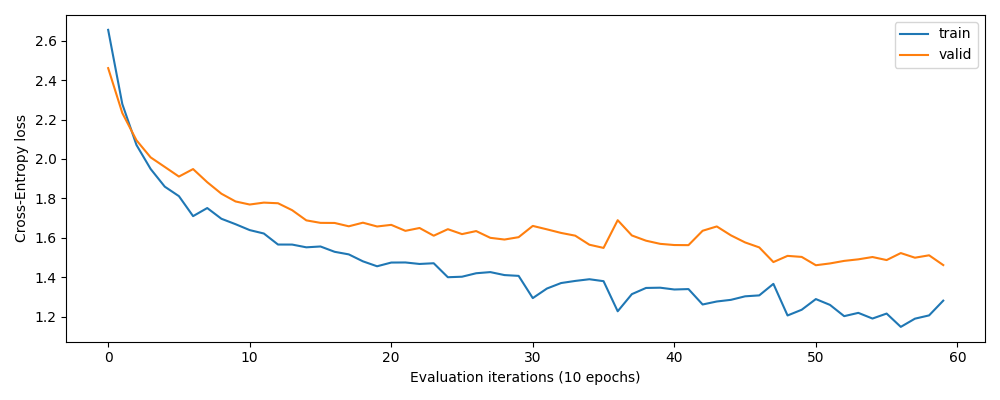 train
valid
Cross-Entropy loss
2.6
2.4
2.2
2.0
1.8
1.6
1.4
1.2
0 10 20 30 40 50 60
Evaluation iterations (10 epochs)